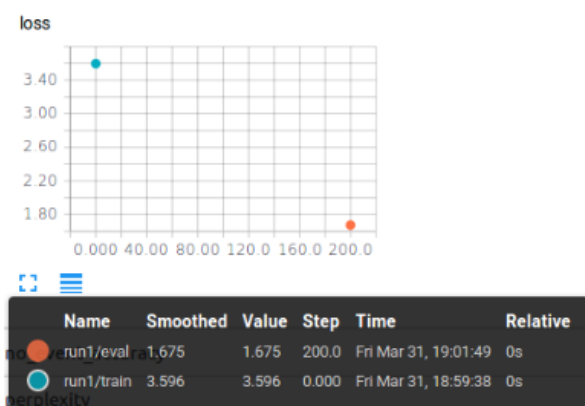 loss
3.40
3.00
2.60
2.20
1.80
0.000 40.00 80.00 120.0 160.0 200.0
Name Smoothed Value Step Time Relative
run1/eval 1.675 1.675 200.0 Fri Mar 31, 19:01:49 0s
run1/train 3.596 3.596 0.000 Fri Mar 31, 18:59:38 0s
perplexity